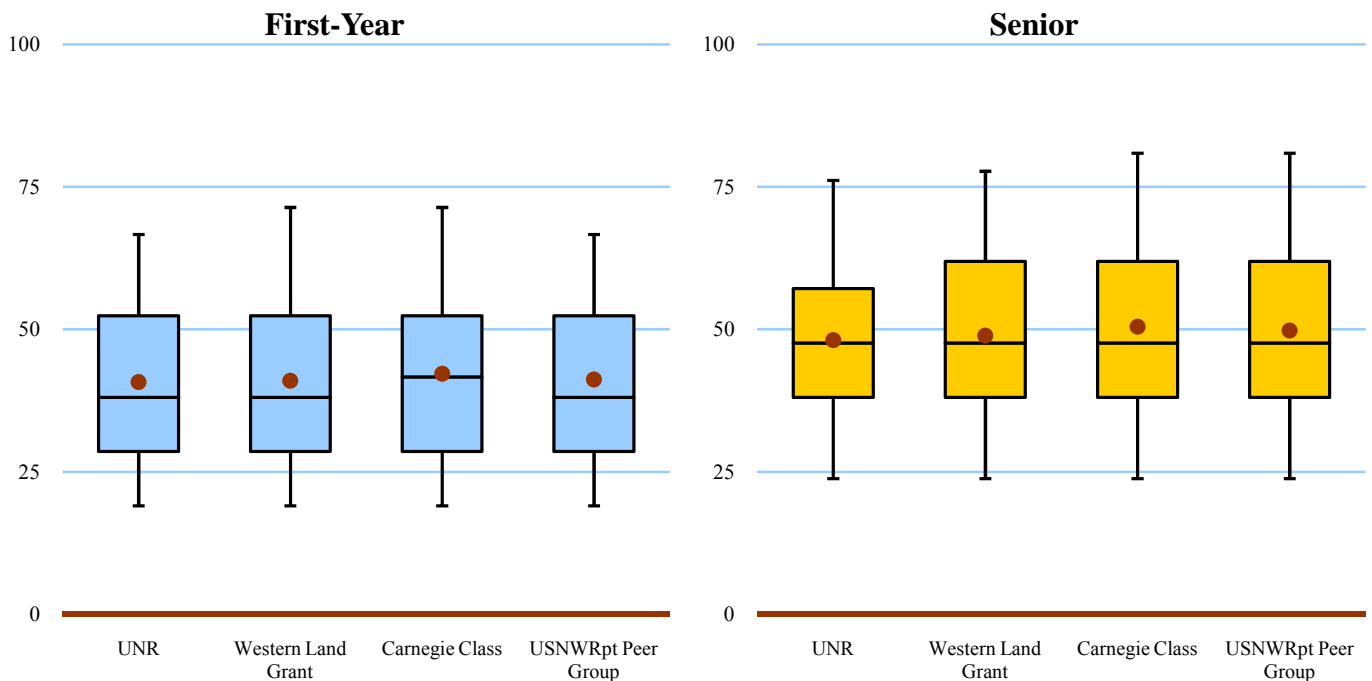 First-Year
100
75
50
25
0
UNR
Western Land
Grant
Carnegie Class
USNWRpt Peer
Group
Senior
100
75
50
25
0
UNR
Western Land
Grant
Carnegie Class
USNWRpt Peer
Group